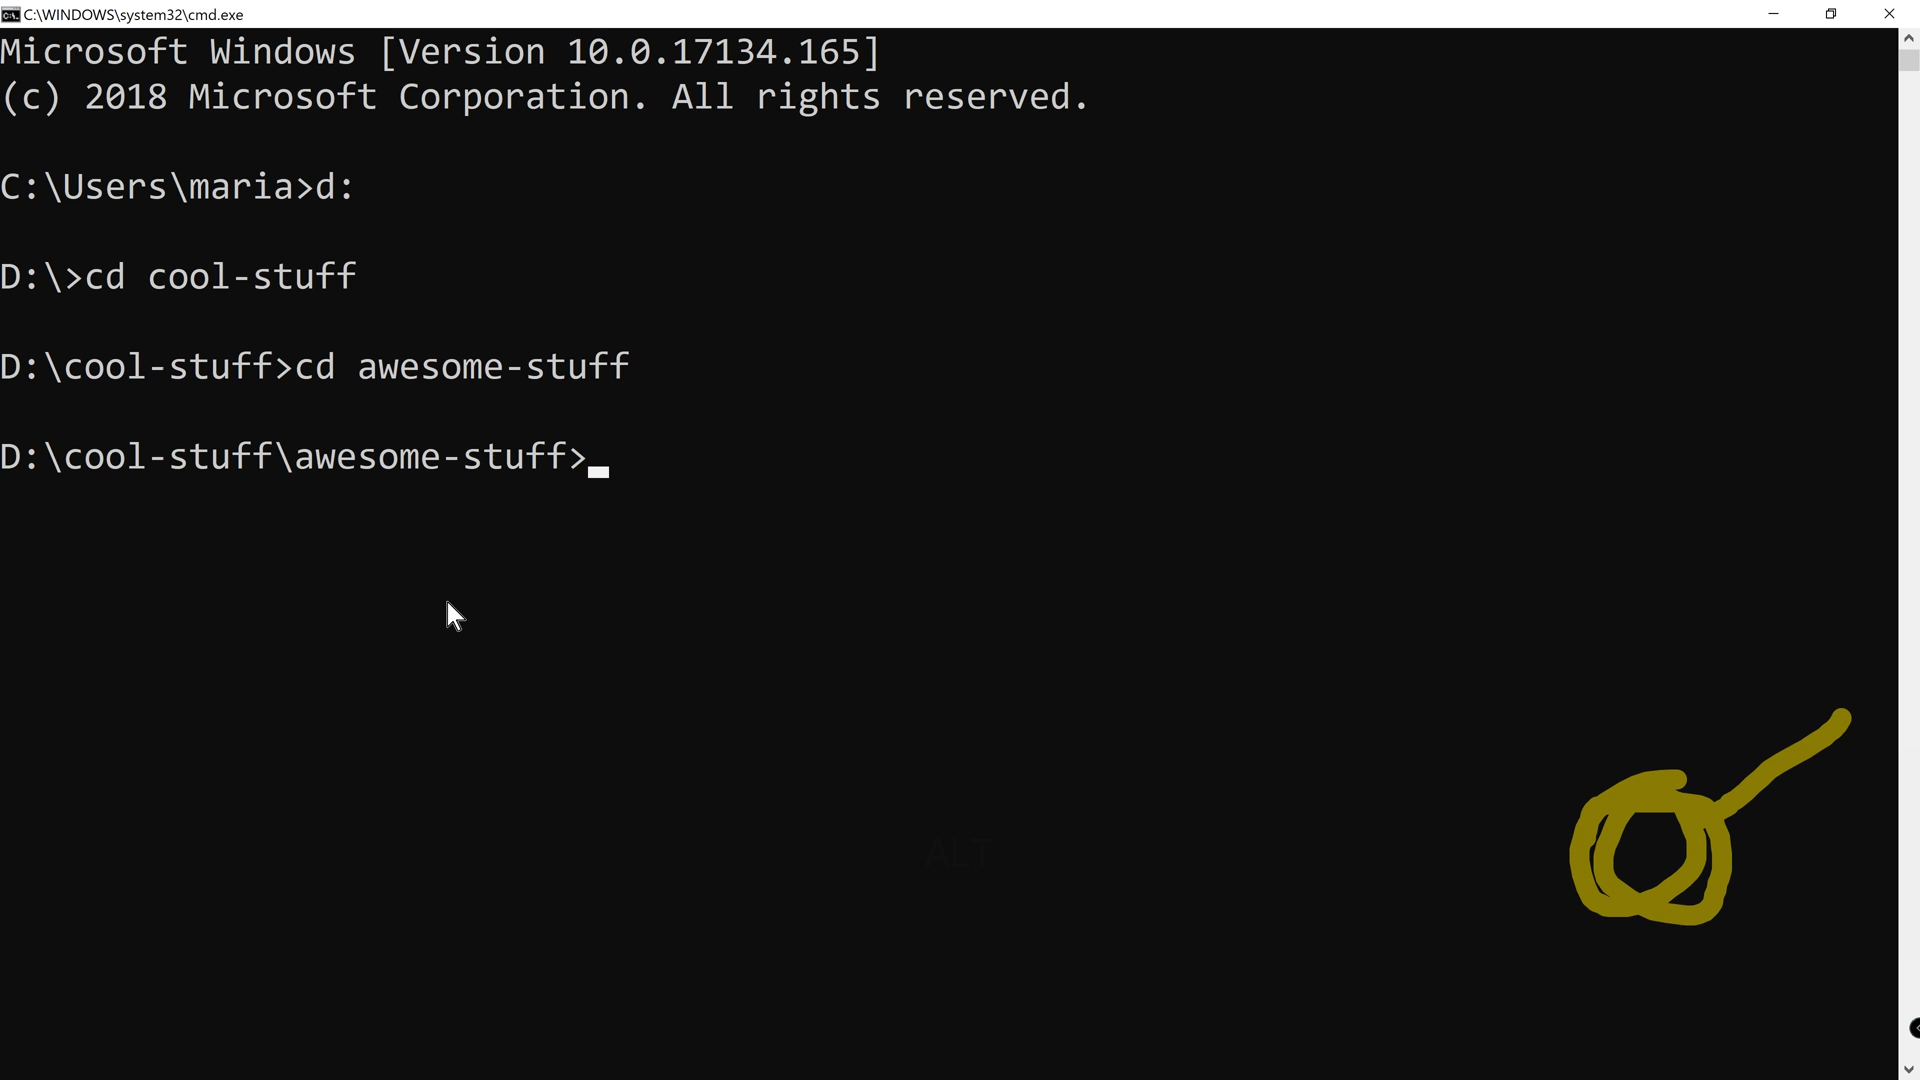 C:\WINDOWS\system32\cmd.exe
Microsoft Windows [Version 10.0.17134.165]
(c) 2018 Microsoft Corporation. All rights reserved.
C:\Users\maria>d:
D:\>cd cool-stuff
D:\cool-stuff>cd awesome-stuff
D:\cool-stuff\awesome-stuff>
ALT